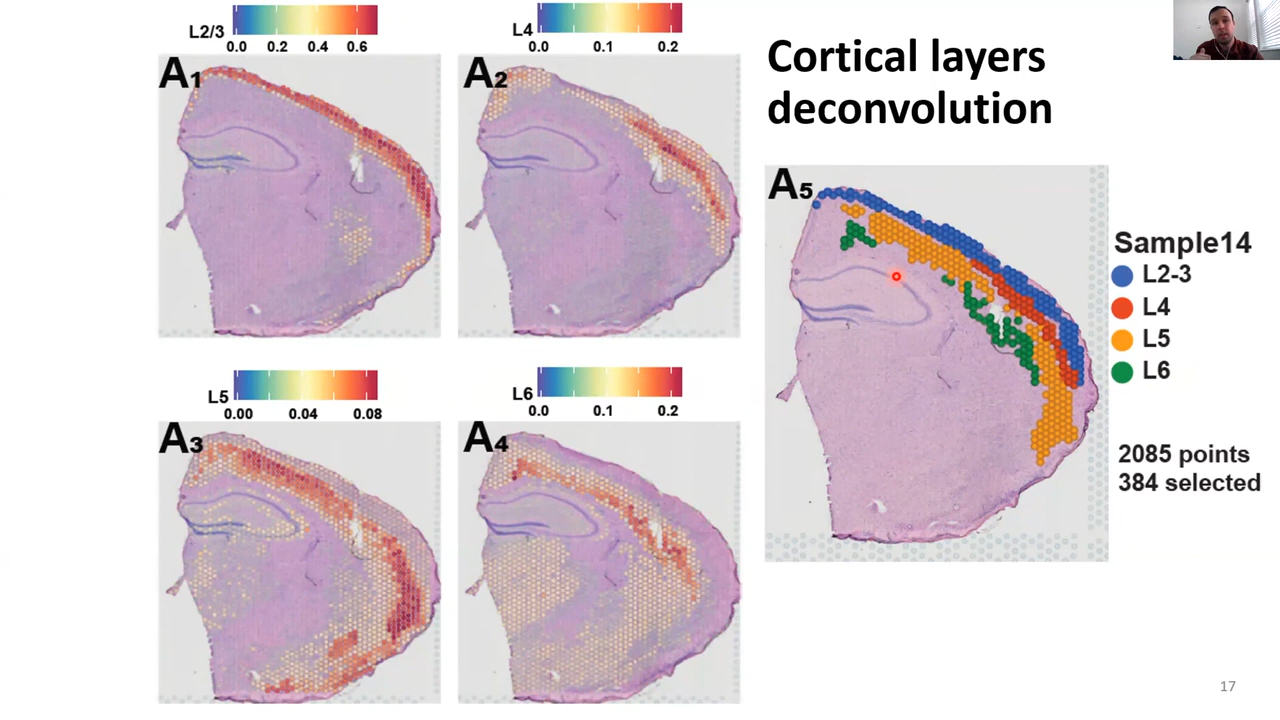 L2/3
0.0 0.2 0.4 0.6
A1
L4
0.0 0.1 0.2
A2
Cortical layers
deconvolution
A5
Sample14
L2-3
L4
L5
L6
2085 points
384 selected
L5
0.00 0.04 0.08
A3
L6
0.0 0.1 0.2
A4
17